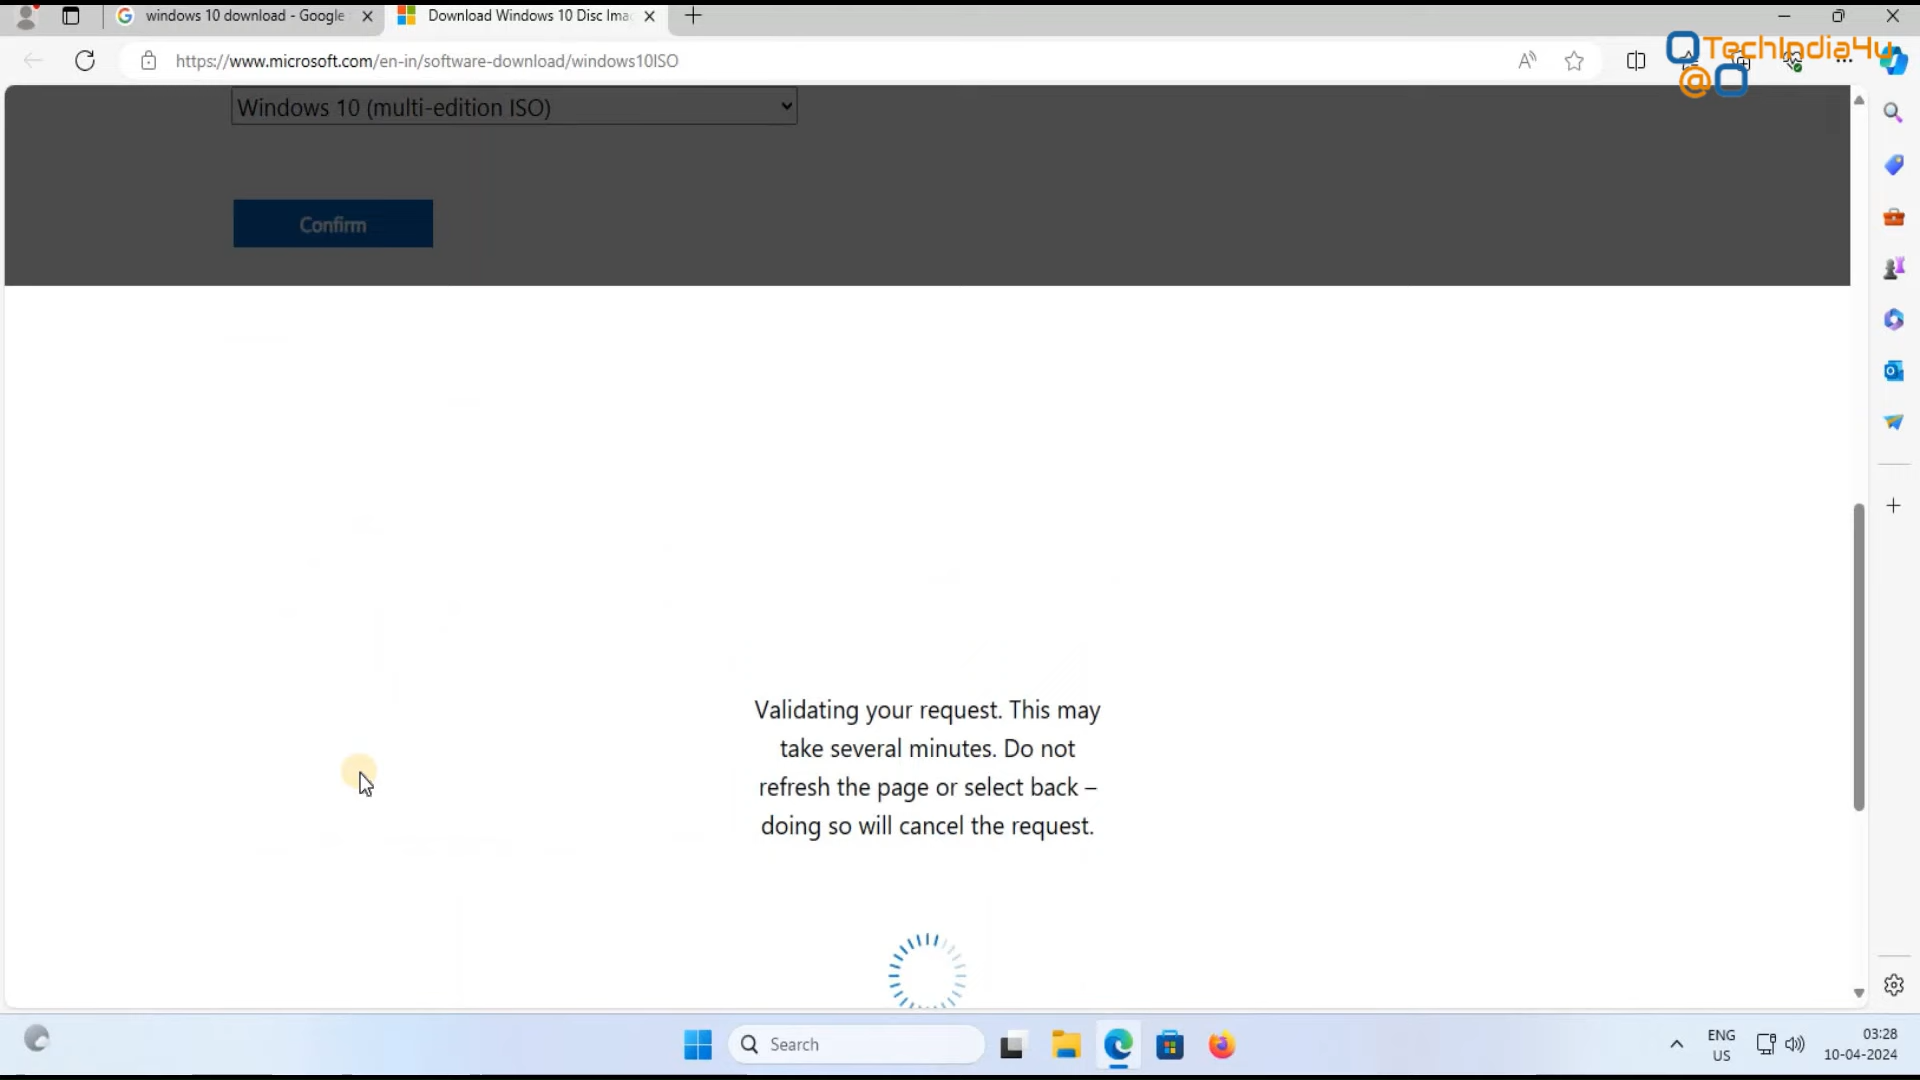 windows 10 download - Google
Download Windows 10 Disc Ima
https://www.microsoft.com/en-in/software-download/windows10ISO
TechIndia4u
@
Windows 10 (multi-edition ISO)
Confirm
Validating your request. This may
take several minutes. Do not
refresh the page or select back –
doing so will cancel the request.
Search
ENG
US
03:28
10-04-2024